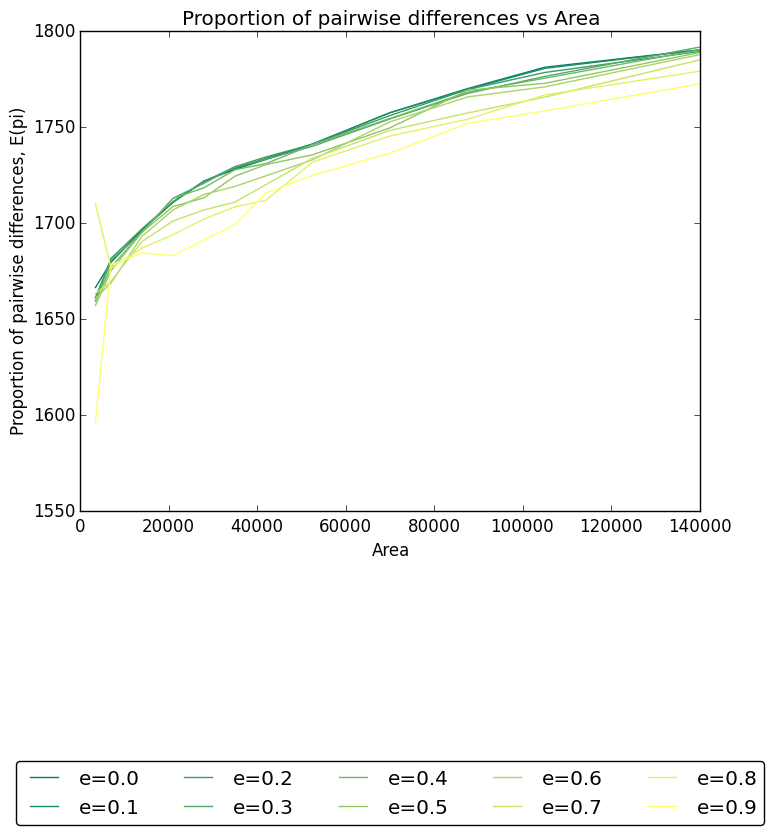 Proportion of pairwise differences vs Area
1800
1750
1700
1650
1600
1550
Proportion of pairwise differences, E(pi)
0 20000 40000 60000 80000 100000 120000 140000
Area
e=0.0 e=0.2 e=0.4 e=0.6 e=0.8
e=0.1 e=0.3 e=0.5 e=0.7 e=0.9